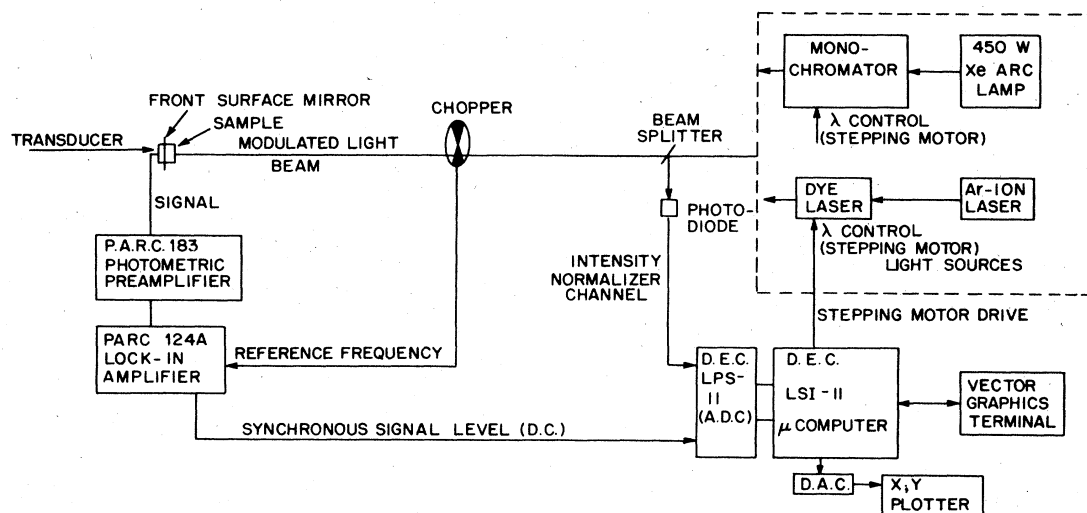 MONO-
CHROMATOR
450 W
Xe ARC
LAMP
λ CONTROL
(STEPPING MOTOR)
FRONT SURFACE MIRROR
SAMPLE
TRANSDUCER
MODULATED LIGHT
BEAM
CHOPPER
BEAM
SPLITTER
DYE
LASER
Ar-ION
LASER
λ CONTROL
(STEPPING MOTOR)
LIGHT SOURCES
SIGNAL
PHOTO-
DIODE
P.A.R.C. 183
PHOTOMETRIC
PREAMPLIFIER
INTENSITY
NORMALIZER
CHANNEL
STEPPING MOTOR DRIVE
PARC 124A
LOCK-IN
AMPLIFIER
REFERENCE FREQUENCY
D.E.C.
LPS-
II
(A.D.C)
D.E.C.
LSI-II
μ COMPUTER
VECTOR
GRAPHICS
TERMINAL
SYNCHRONOUS SIGNAL LEVEL (D.C.)
D.A.C.
X,Y
PLOTTER